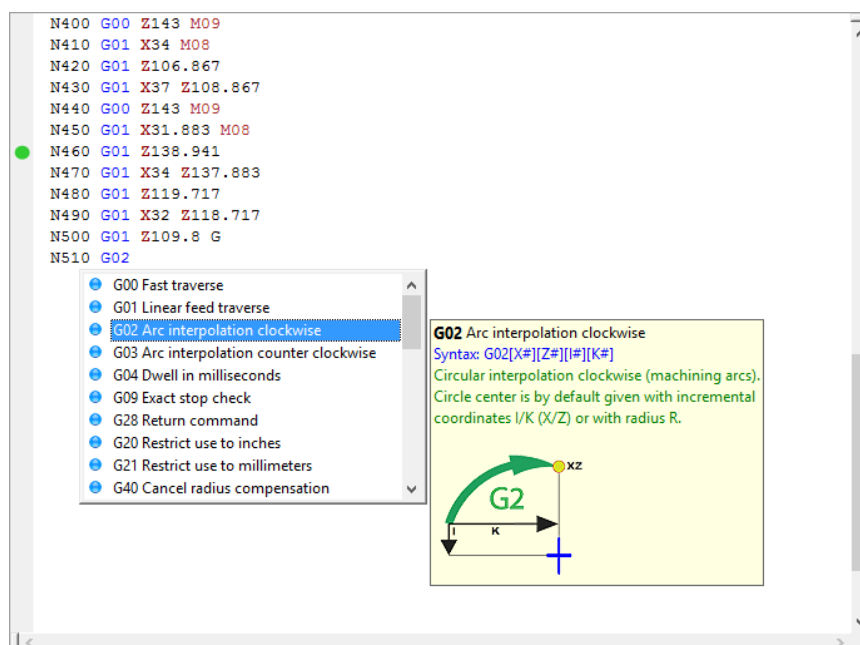 N400 G00 Z143 M09
N410 G01 X34 M08
N420 G01 Z106.867
N430 G01 X37 Z108.867
N440 G00 Z143 M09
N450 G01 X31.883 M08
N460 G01 Z138.941
N470 G01 X34 Z137.883
N480 G01 Z119.717
N490 G01 X32 Z118.717
N500 G01 Z109.8 G
N510 G02
G00 Fast traverse
G01 Linear feed traverse
G02 Arc interpolation clockwise
G03 Arc interpolation counter clockwise
G04 Dwell in milliseconds
G09 Exact stop check
G28 Return command
G20 Restrict use to inches
G21 Restrict use to millimeters
G40 Cancel radius compensation
G02 Arc interpolation clockwise
Syntax: G02[X#][Z#][I#][K#]
Circular interpolation clockwise (machining arcs).
Circle center is by default given with incremental
coordinates I/K (X/Z) or with radius R.
XZ
G2
I
K